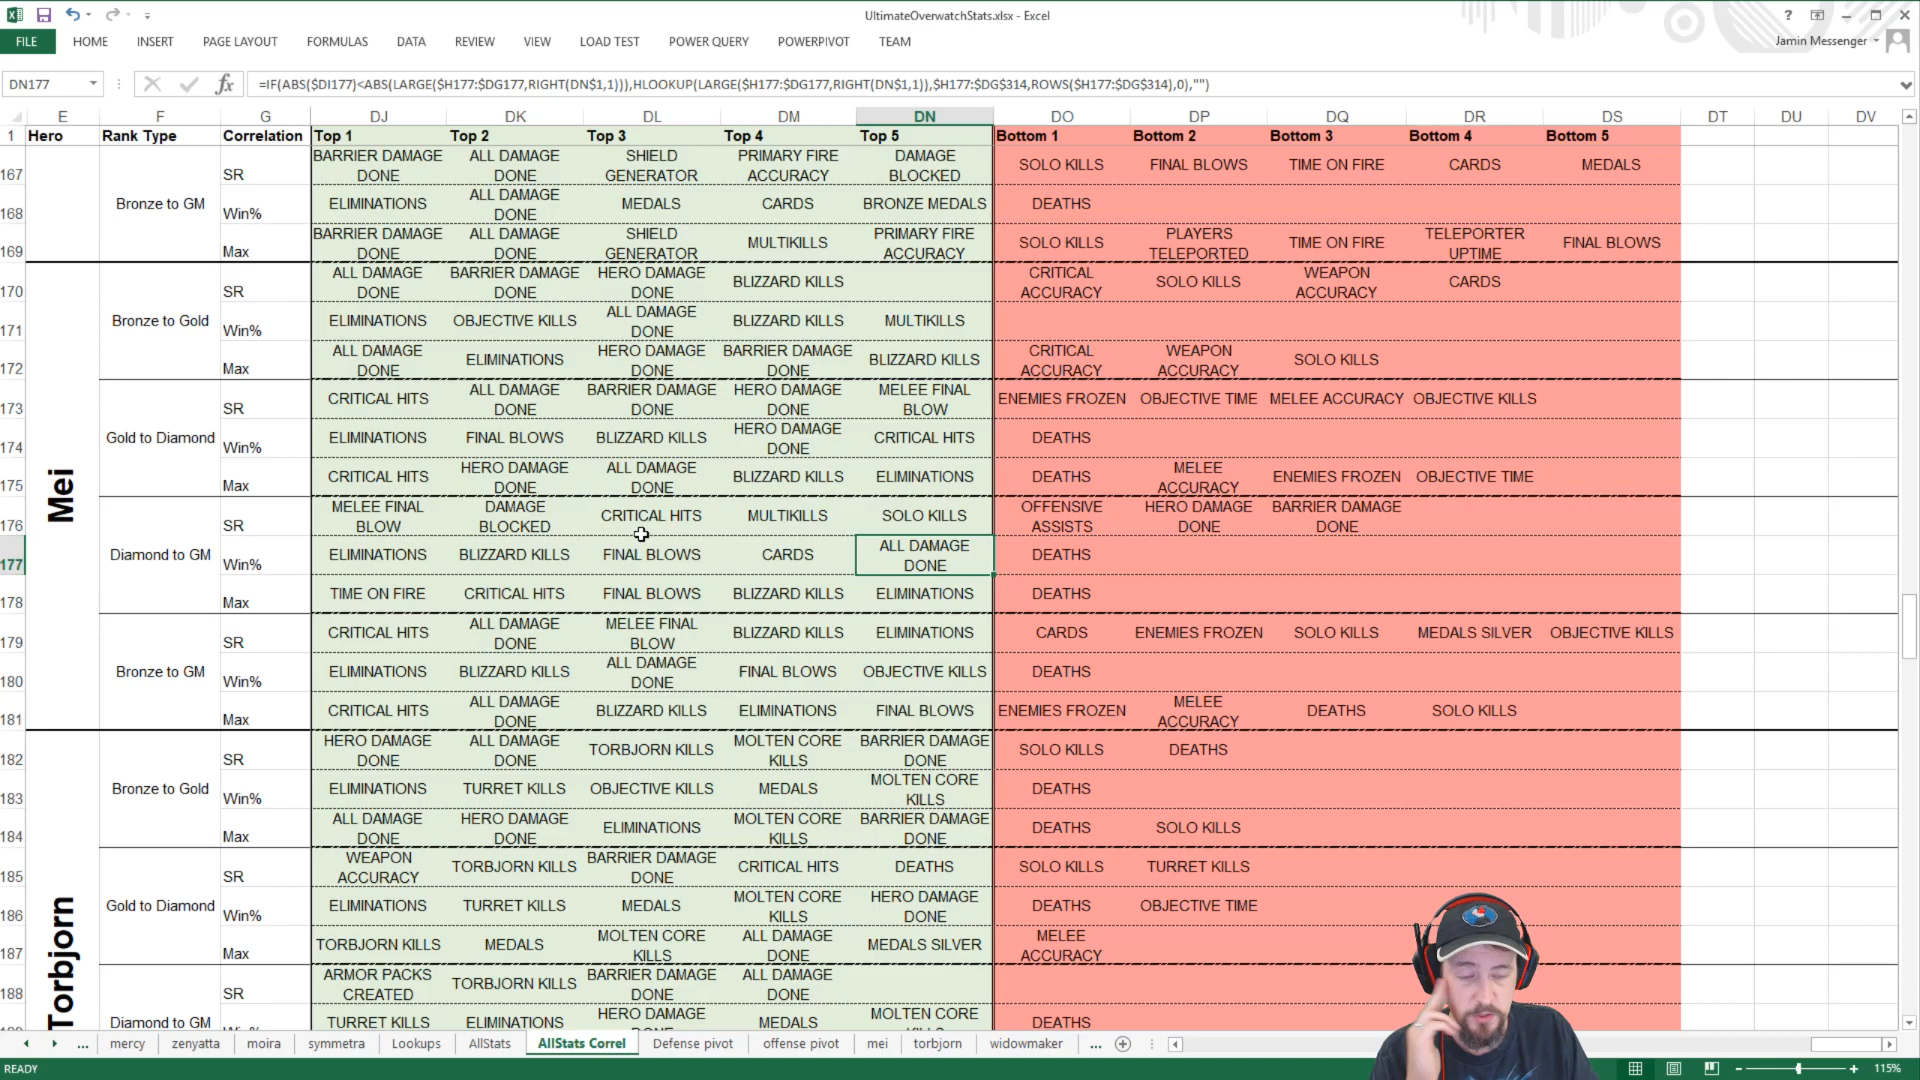 UltimateOverwatchStats.xlsx - Excel
FILE HOME INSERT PAGE LAYOUT FORMULAS DATA REVIEW VIEW LOAD TEST POWER QUERY POWERPIVOT TEAM
Jamin Messenger
DN177 fx =IF(ABS($DI177)<ABS(LARGE($H177:$DG177,RIGHT(DN$1,1))),HLOOKUP(LARGE($H177:$DG177,RIGHT(DN$1,1)),$H177:$DG$314,ROWS($H177:$DG$314),0),"")
E F G DJ DK DL DM DN DO DP DQ DR DS DT DU DV
1 Hero Rank Type Correlation Top 1 Top 2 Top 3 Top 4 Top 5 Bottom 1 Bottom 2 Bottom 3 Bottom 4 Bottom 5
167 SR BARRIER DAMAGE DONE ALL DAMAGE DONE SHIELD GENERATOR PRIMARY FIRE ACCURACY DAMAGE BLOCKED SOLO KILLS FINAL BLOWS TIME ON FIRE CARDS MEDALS
168 Bronze to GM Win% ELIMINATIONS ALL DAMAGE DONE MEDALS CARDS BRONZE MEDALS DEATHS
169 Max BARRIER DAMAGE DONE ALL DAMAGE DONE SHIELD GENERATOR MULTIKILLS PRIMARY FIRE ACCURACY SOLO KILLS PLAYERS TELEPORTED TIME ON FIRE TELEPORTER UPTIME FINAL BLOWS
170 SR ALL DAMAGE DONE BARRIER DAMAGE DONE HERO DAMAGE DONE BLIZZARD KILLS CRITICAL ACCURACY SOLO KILLS WEAPON ACCURACY CARDS
171 Bronze to Gold Win% ELIMINATIONS OBJECTIVE KILLS ALL DAMAGE DONE BLIZZARD KILLS MULTIKILLS
172 Max ALL DAMAGE DONE ELIMINATIONS HERO DAMAGE DONE BARRIER DAMAGE DONE BLIZZARD KILLS CRITICAL ACCURACY WEAPON ACCURACY SOLO KILLS
173 SR CRITICAL HITS ALL DAMAGE DONE BARRIER DAMAGE DONE HERO DAMAGE DONE MELEE FINAL BLOW ENEMIES FROZEN OBJECTIVE TIME MELEE ACCURACY OBJECTIVE KILLS
174 Gold to Diamond Win% ELIMINATIONS FINAL BLOWS BLIZZARD KILLS HERO DAMAGE DONE CRITICAL HITS DEATHS
175 Mei Max CRITICAL HITS HERO DAMAGE DONE ALL DAMAGE DONE BLIZZARD KILLS ELIMINATIONS DEATHS MELEE ACCURACY ENEMIES FROZEN OBJECTIVE TIME
176 SR MELEE FINAL BLOW DAMAGE BLOCKED CRITICAL HITS MULTIKILLS SOLO KILLS OFFENSIVE ASSISTS HERO DAMAGE DONE BARRIER DAMAGE DONE
177 Diamond to GM Win% ELIMINATIONS BLIZZARD KILLS FINAL BLOWS CARDS ALL DAMAGE DONE DEATHS
178 Max TIME ON FIRE CRITICAL HITS FINAL BLOWS BLIZZARD KILLS ELIMINATIONS DEATHS
179 SR CRITICAL HITS ALL DAMAGE DONE MELEE FINAL BLOW BLIZZARD KILLS ELIMINATIONS CARDS ENEMIES FROZEN SOLO KILLS MEDALS SILVER OBJECTIVE KILLS
180 Bronze to GM Win% ELIMINATIONS BLIZZARD KILLS ALL DAMAGE DONE FINAL BLOWS OBJECTIVE KILLS DEATHS
181 Max CRITICAL HITS ALL DAMAGE DONE BLIZZARD KILLS ELIMINATIONS FINAL BLOWS ENEMIES FROZEN MELEE ACCURACY DEATHS SOLO KILLS
182 SR HERO DAMAGE DONE ALL DAMAGE DONE TORBJORN KILLS MOLTEN CORE KILLS BARRIER DAMAGE DONE SOLO KILLS DEATHS
183 Bronze to Gold Win% ELIMINATIONS TURRET KILLS OBJECTIVE KILLS MEDALS MOLTEN CORE KILLS DEATHS
184 Max ALL DAMAGE DONE HERO DAMAGE DONE ELIMINATIONS MOLTEN CORE KILLS BARRIER DAMAGE DONE DEATHS SOLO KILLS
185 SR WEAPON ACCURACY TORBJORN KILLS BARRIER DAMAGE DONE CRITICAL HITS DEATHS SOLO KILLS TURRET KILLS
186 Gold to Diamond Win% ELIMINATIONS TURRET KILLS MEDALS MOLTEN CORE KILLS HERO DAMAGE DONE DEATHS OBJECTIVE TIME
187 Torbjorn Max TORBJORN KILLS MEDALS MOLTEN CORE KILLS ALL DAMAGE DONE MEDALS SILVER MELEE ACCURACY
188 SR ARMOR PACKS CREATED TORBJORN KILLS BARRIER DAMAGE DONE ALL DAMAGE DONE
Diamond to GM TURRET KILLS ELIMINATIONS HERO DAMAGE MEDALS MOLTEN CORE DEATHS
... mercy zenyatta moira symmetra Lookups AllStats AllStats Correl Defense pivot offense pivot mei torbjorn widowmaker ...
READY 115%